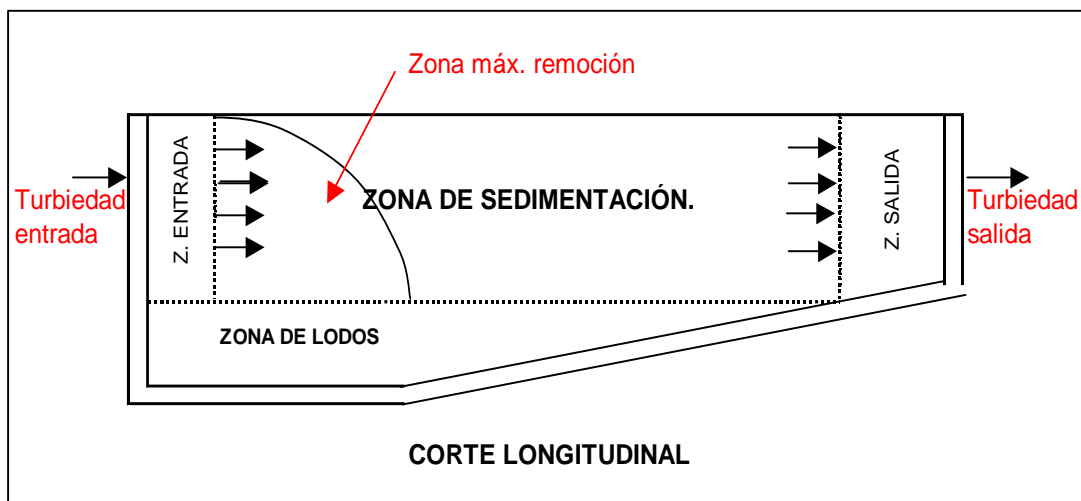 Zona máx. remoción
Turbiedad
entrada
Z. ENTRADA
ZONA DE SEDIMENTACIÓN.
Z. SALIDA
Turbiedad
salida
ZONA DE LODOS
CORTE LONGITUDINAL